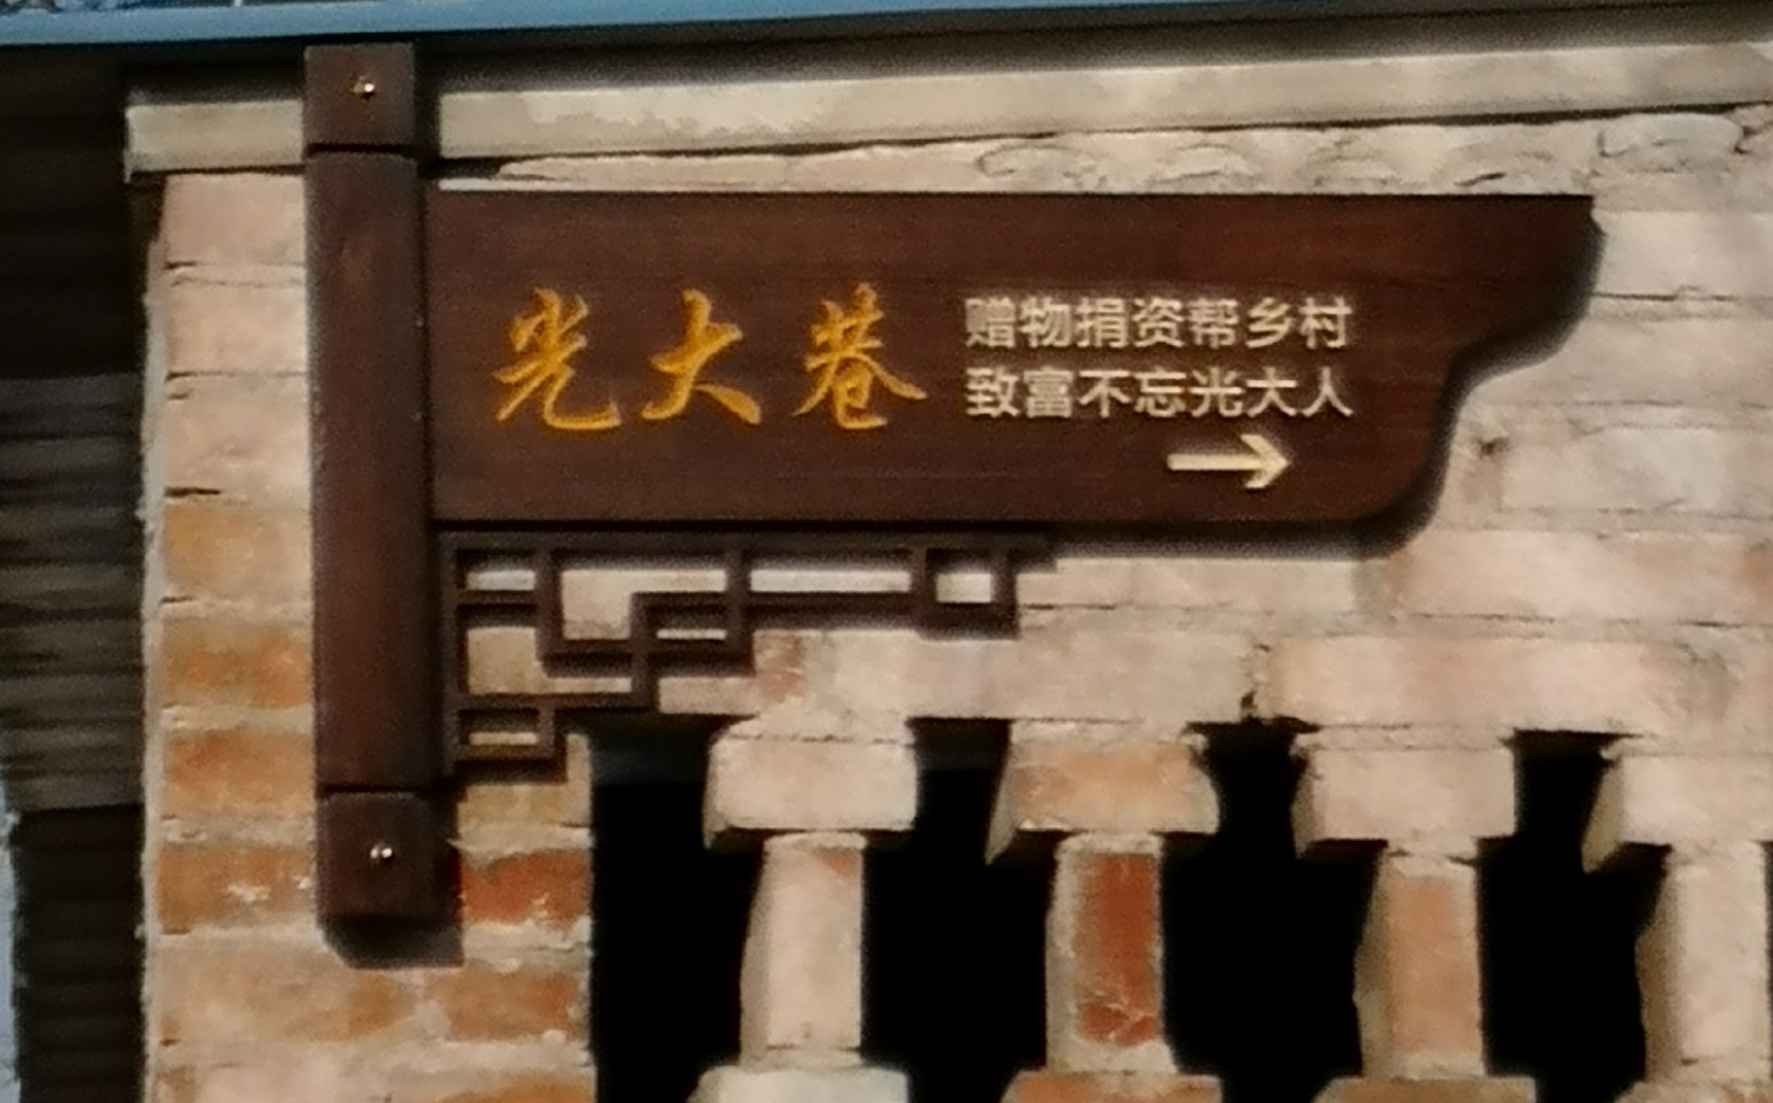 光大巷
赠物捐资帮乡村
致富不忘光大人